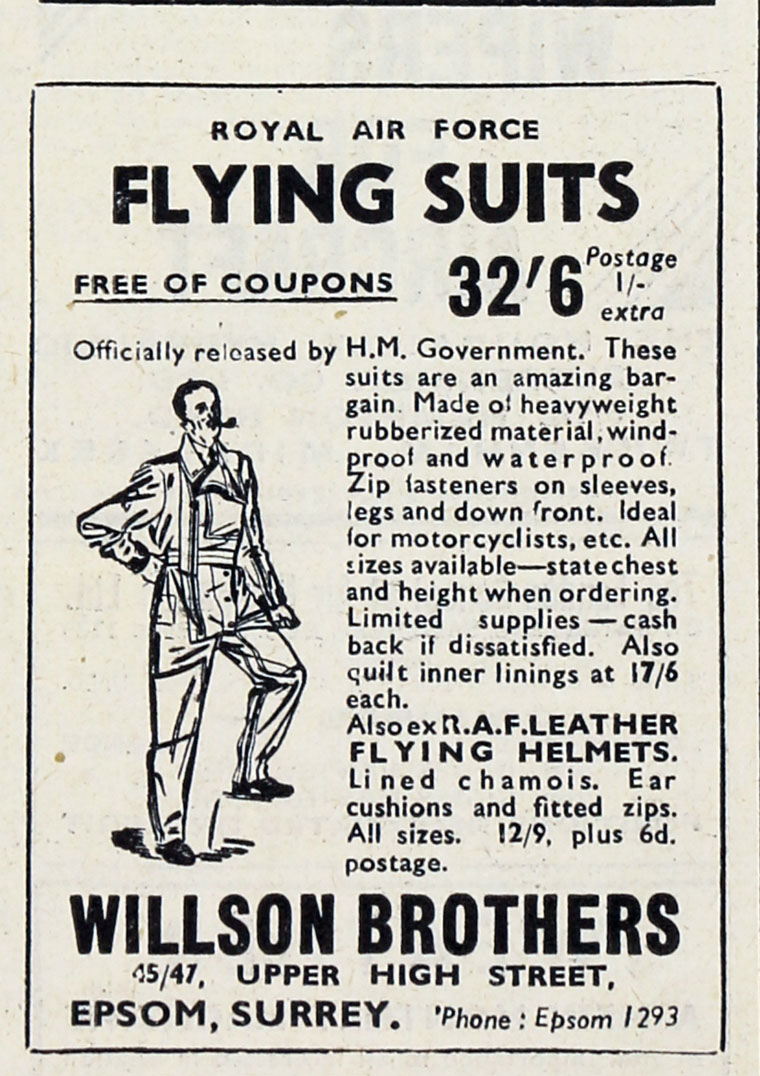 ROYAL AIR FORCE
FLYING SUITS
FREE OF COUPONS 32'6 Postage 1/- extra
Officially released by H.M. Government. These
suits are an amazing bar-
gain. Made of heavyweight
rubberized material, wind-
proof and waterproof.
Zip fasteners on sleeves,
legs and down front. Ideal
for motorcyclists, etc. All
sizes available—state chest
and height when ordering.
Limited supplies — cash
back if dissatisfied. Also
quilt inner linings at 17/6
each.
Also ex R.A.F. LEATHER
FLYING HELMETS.
Lined chamois. Ear
cushions and fitted zips.
All sizes. 12/9, plus 6d.
postage.
WILLSON BROTHERS
45/47, UPPER HIGH STREET,
EPSOM, SURREY. 'Phone : Epsom 1293